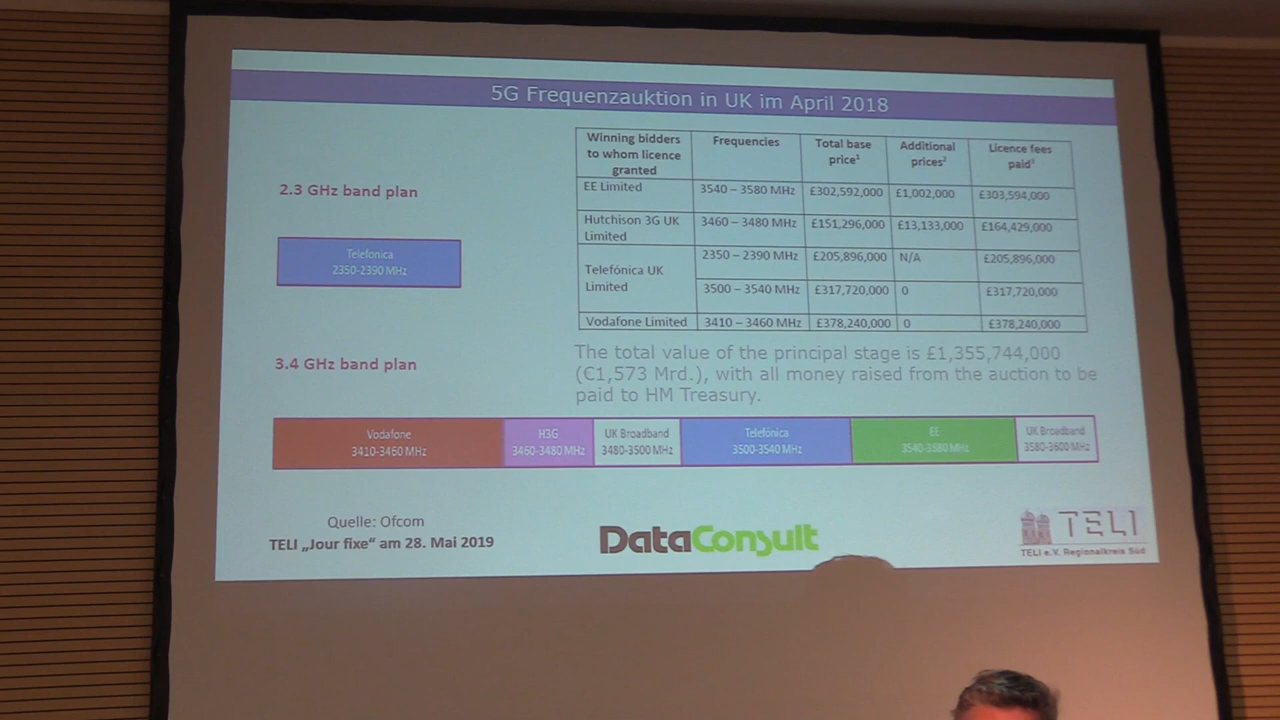 5G Frequenzauktion in UK im April 2018
2.3 GHz band plan
Telefonica
2350-2390 MHz
Winning bidders to whom licence granted | Frequencies | Total base price¹ | Additional prices² | Licence fees paid³
EE Limited | 3540 – 3580 MHz | £302,592,000 | £1,002,000 | £303,594,000
Hutchison 3G UK Limited | 3460 – 3480 MHz | £151,296,000 | £13,133,000 | £164,429,000
Telefónica UK Limited | 2350 – 2390 MHz | £205,896,000 | N/A | £205,896,000
3500 – 3540 MHz | £317,720,000 | 0 | £317,720,000
Vodafone Limited | 3410 – 3460 MHz | £378,240,000 | 0 | £378,240,000
The total value of the principal stage is £1,355,744,000
(€1,573 Mrd.), with all money raised from the auction to be
paid to HM Treasury.
3.4 GHz band plan
Vodafone
3410-3460 MHz
H3G
3460-3480 MHz
UK Broadband
3480-3500 MHz
Telefónica
3500-3540 MHz
EE
3540-3580 MHz
UK Broadband
3580-3600 MHz
Quelle: Ofcom
TELI „Jour fixe“ am 28. Mai 2019
DataConsult
TELI
TELI e.V. Regionalkreis Süd